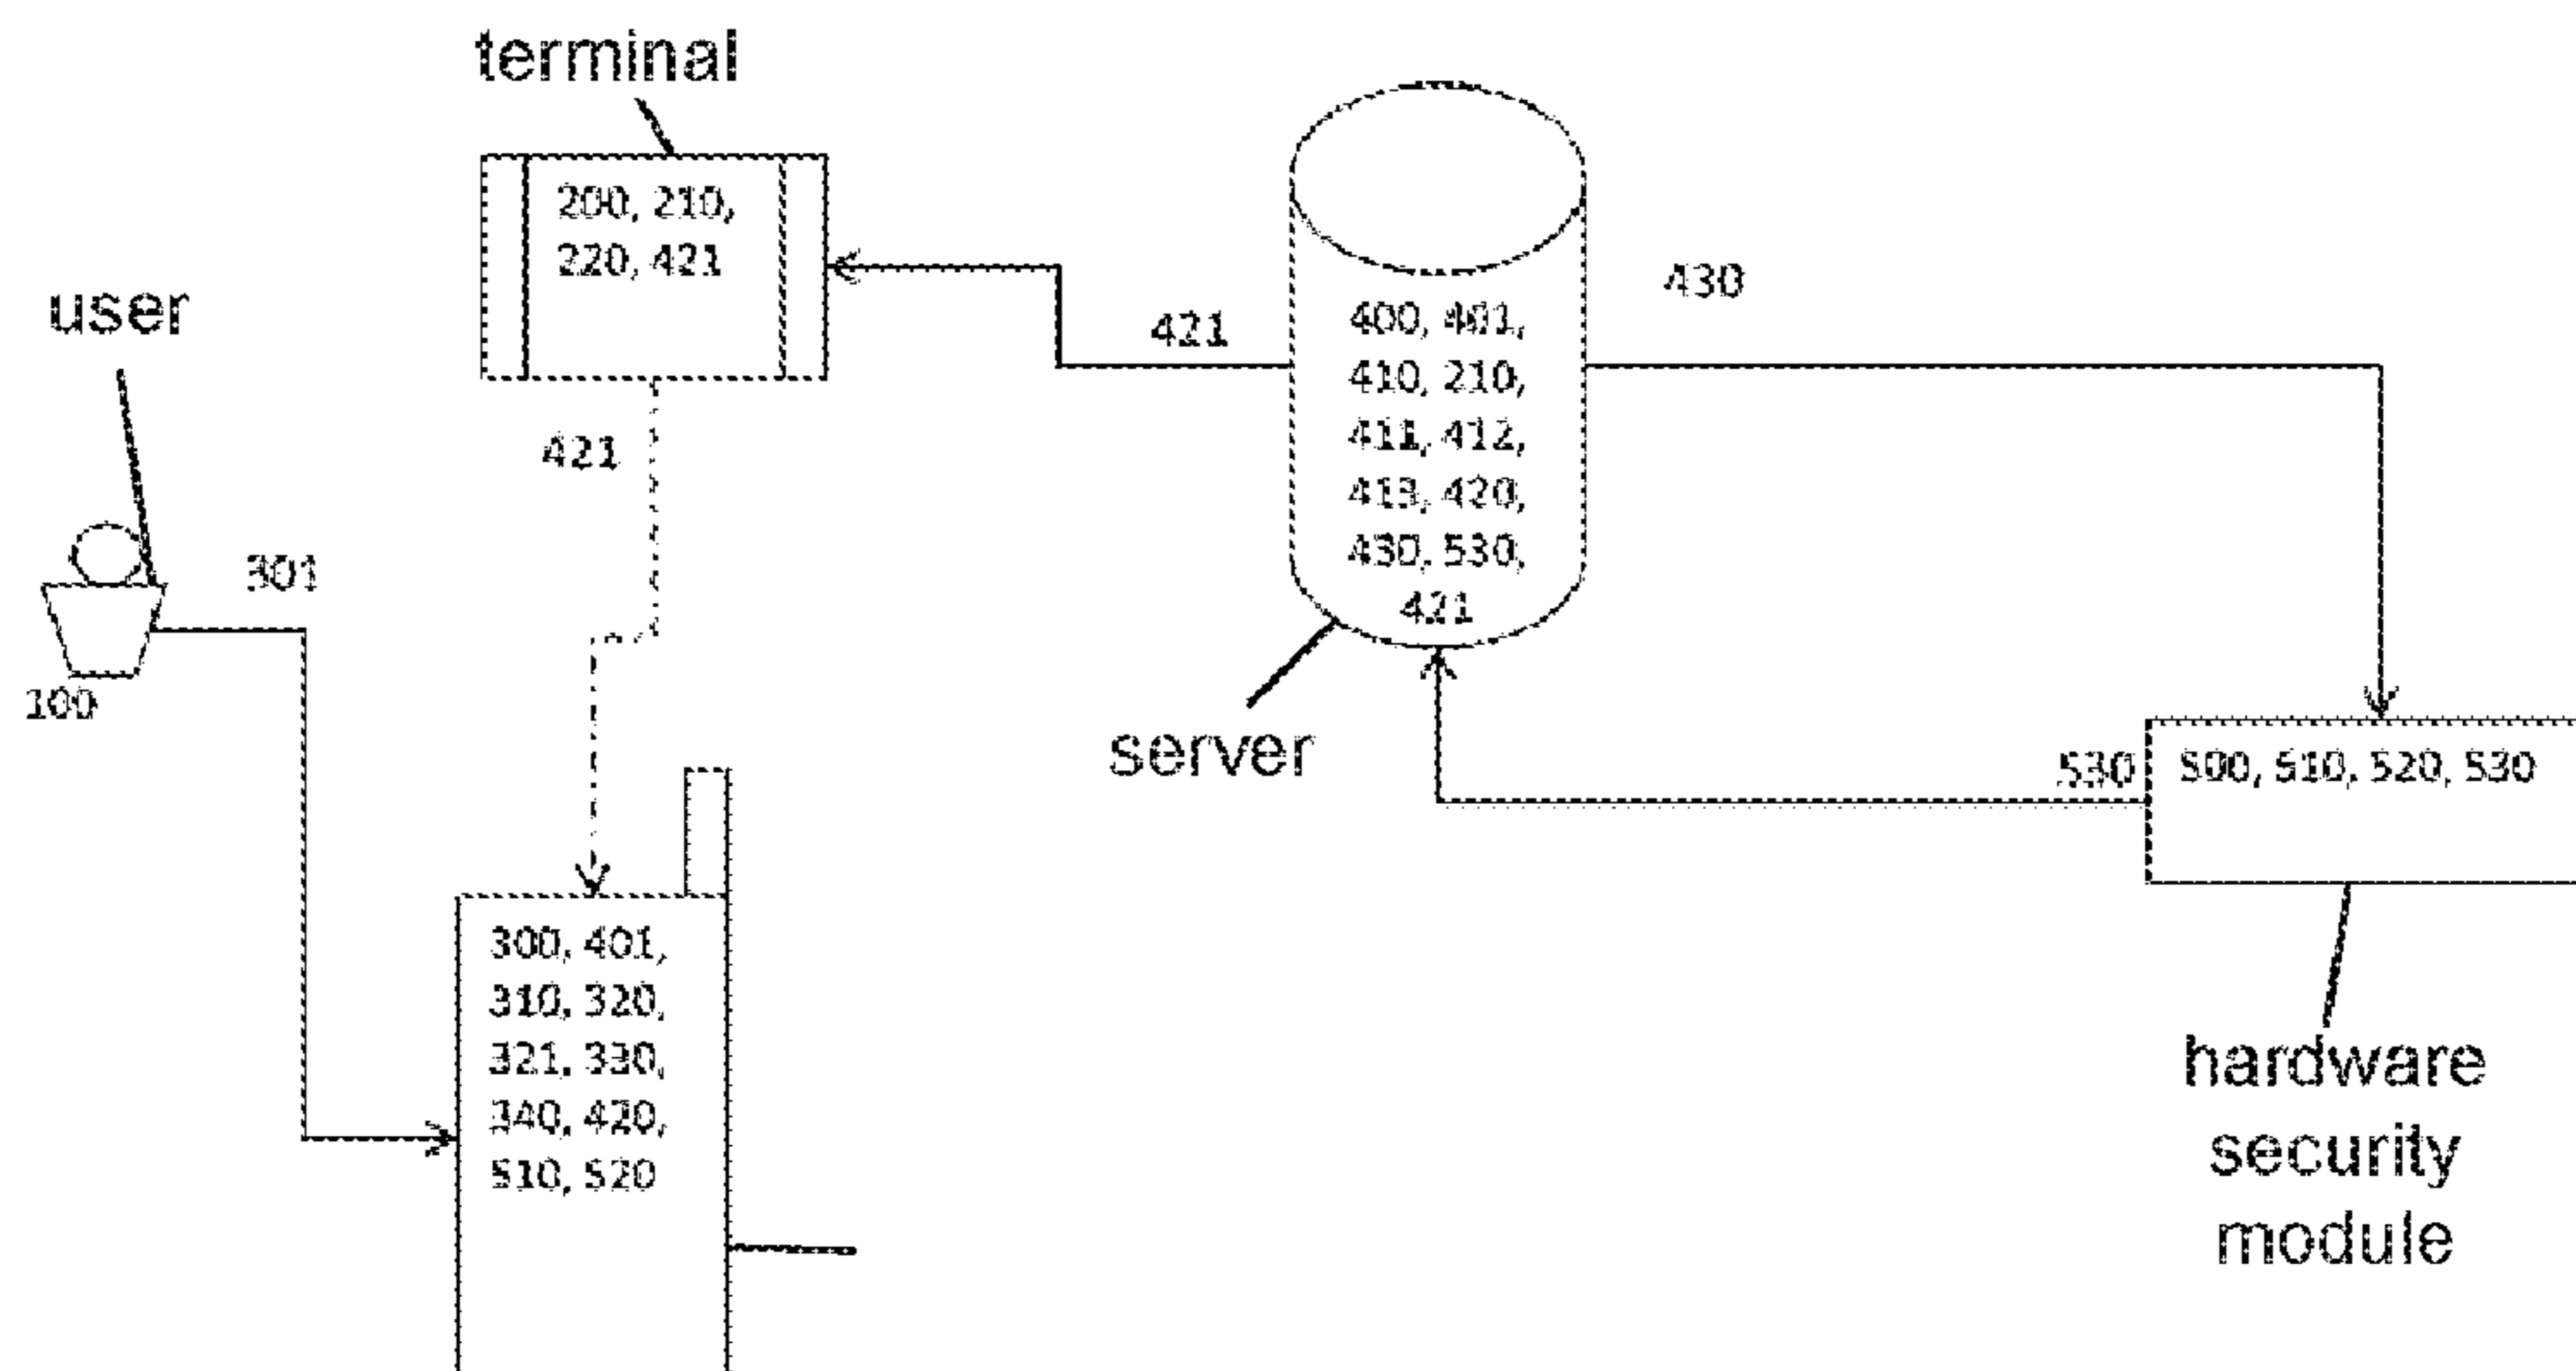 terminal
200, 210,
220, 421
user
421
430
400, 401,
410, 210,
411, 412,
413, 420,
430, 530,
421
421
301
100
server
530
500, 510, 520, 530
300, 401,
310, 320,
321, 330,
340, 420,
510, 520
hardware
security
module